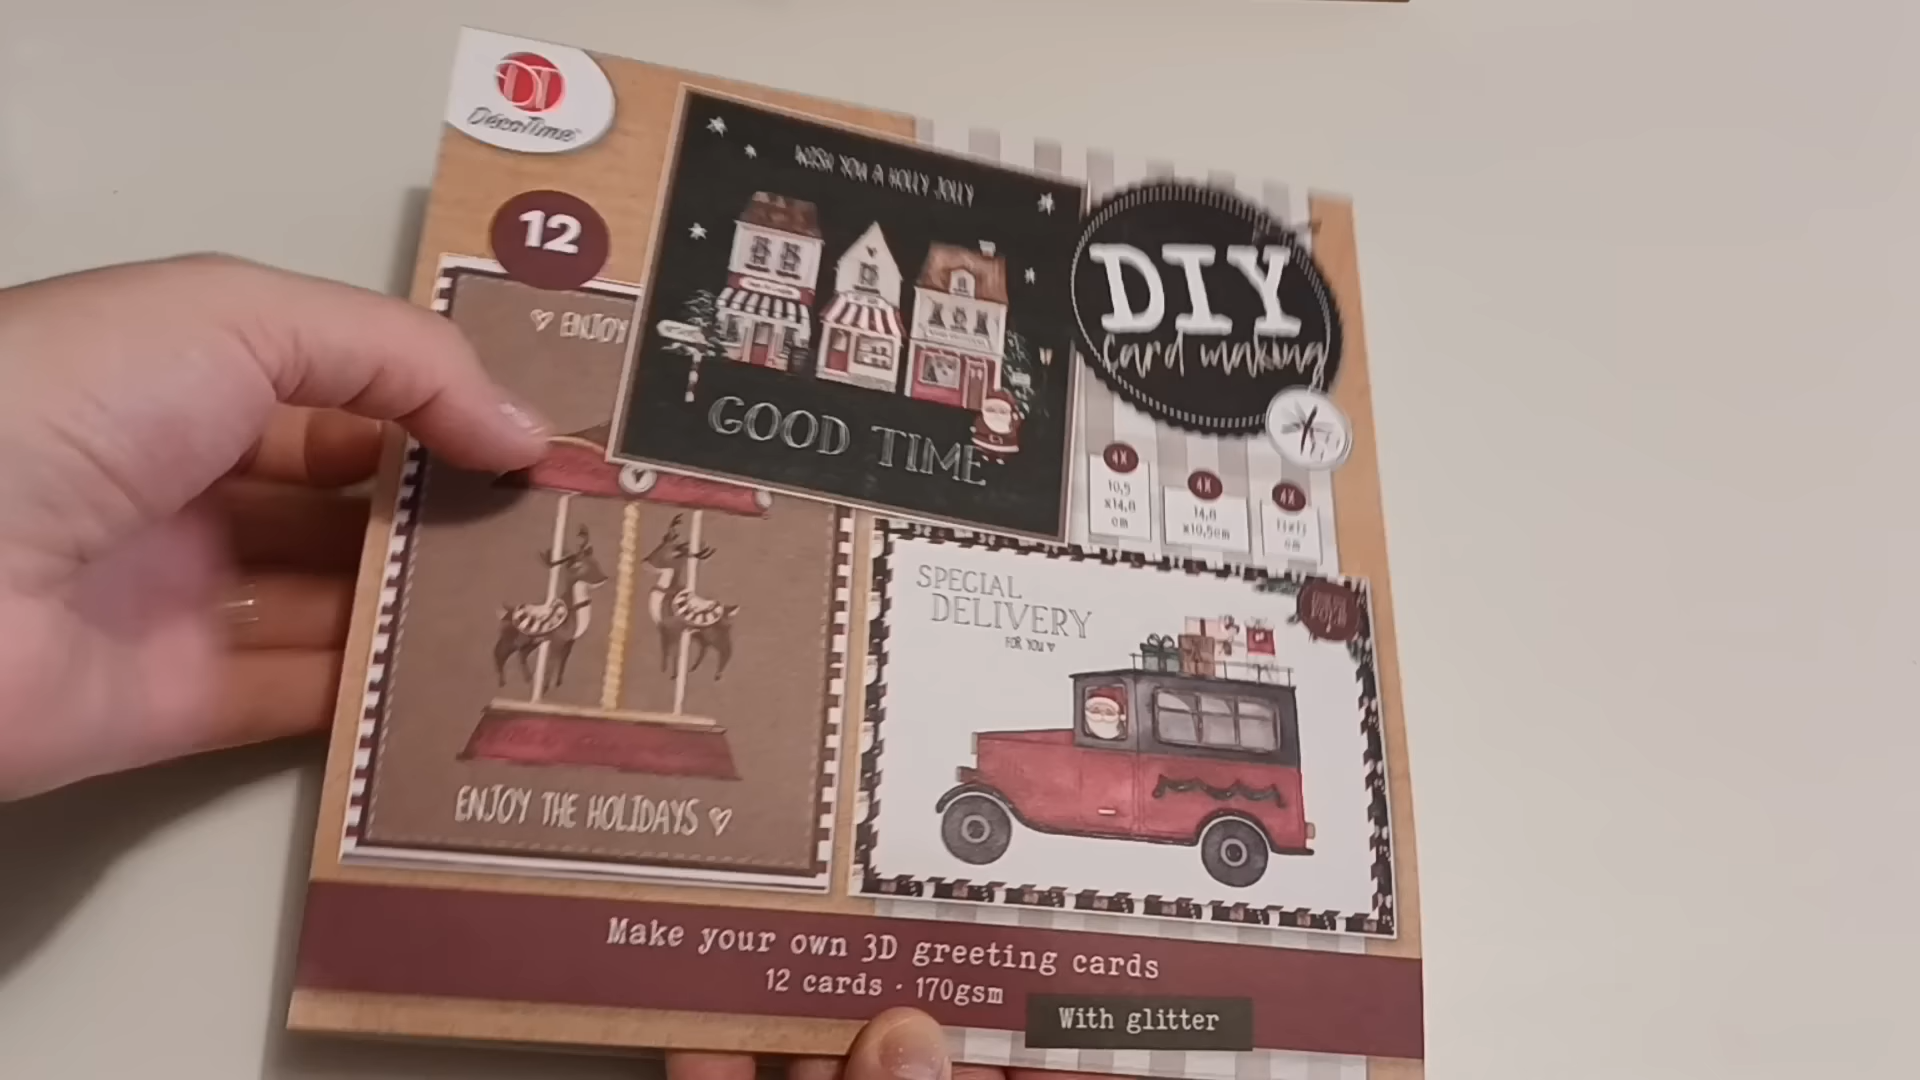 DT
DécoTime
12
WISH YOU A HOLLY JOLLY
GOOD TIME
DIY
Card making
4X
10,5
x14,8
cm
4X
14,8
x10,5cm
4X
13x13
cm
ENJOY
ENJOY THE HOLIDAYS
SPECIAL
DELIVERY
FOR YOU
Make your own 3D greeting cards
12 cards · 170gsm
With glitter